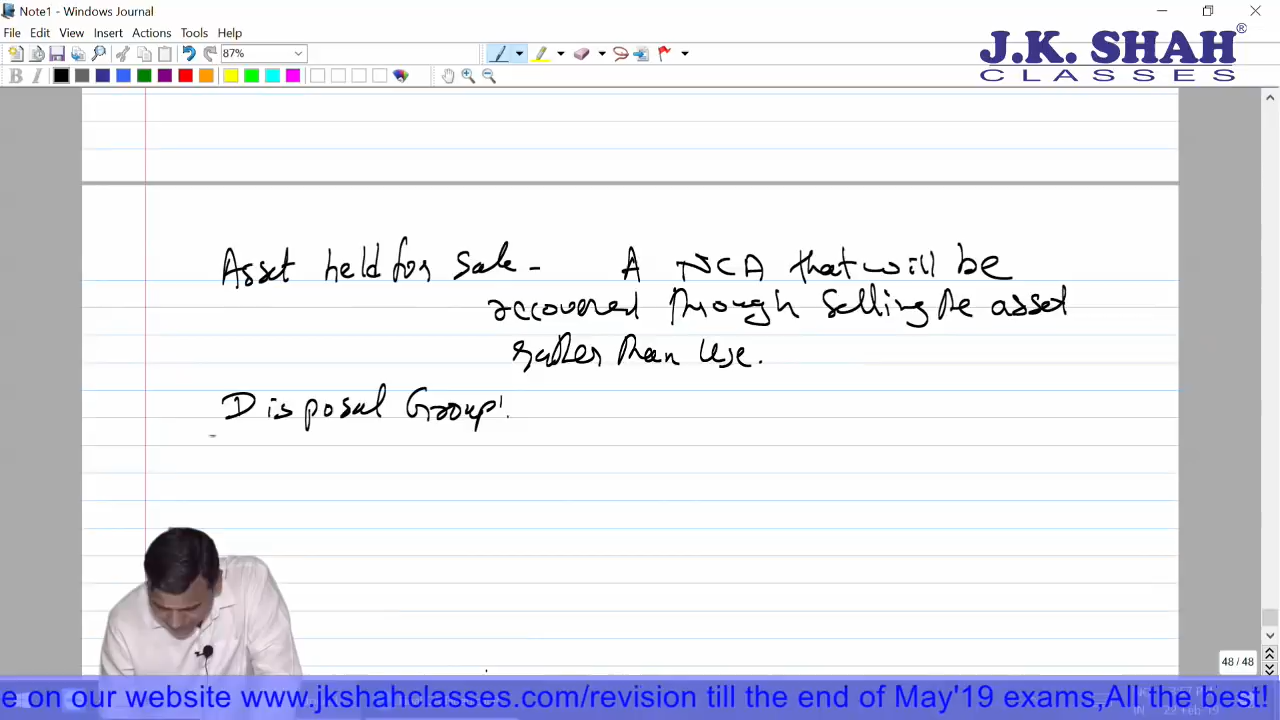 Note1 - Windows Journal
File Edit View Insert Actions Tools Help
87%
B I
J.K. SHAH®
CLASSES
Asset held for Sale - A NCA that will be
recovered through Selling the asset
rather than use.
Disposal Group:
48 / 48
e on our website www.jkshahclasses.com/revision till the end of May'19 exams,All the best!